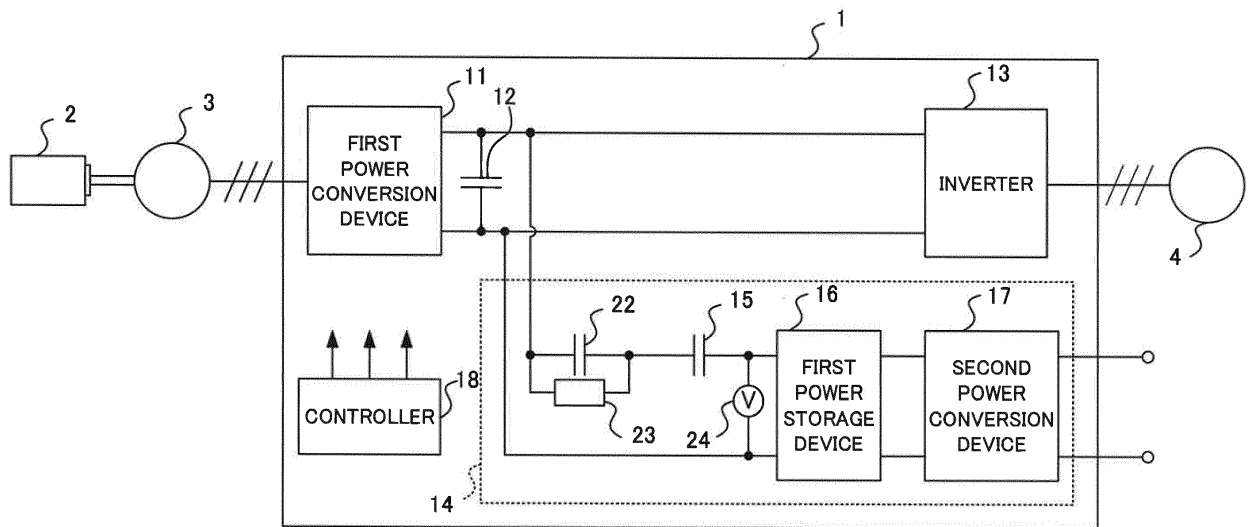 1
11
12
13
2
3
FIRST
POWER
CONVERSION
DEVICE
INVERTER
4
22
15
16
17
CONTROLLER
18
23
24
V
FIRST
POWER
STORAGE
DEVICE
SECOND
POWER
CONVERSION
DEVICE
14